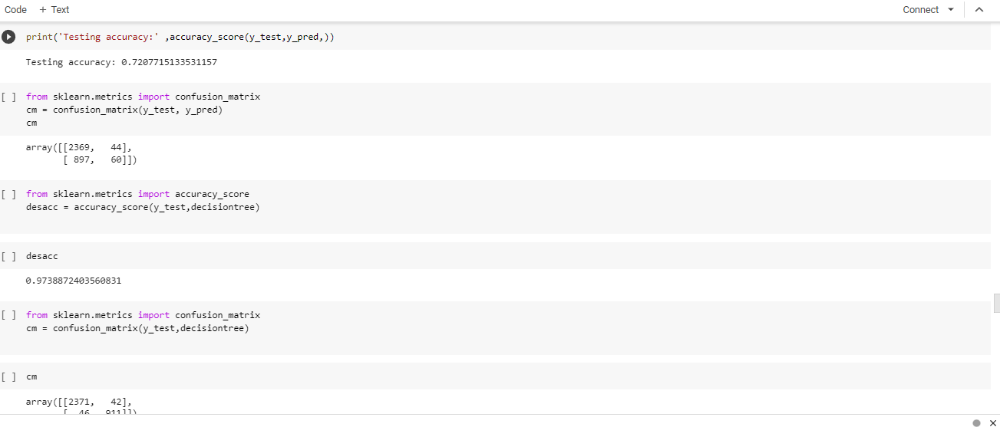 Code + Text Connect
print('Testing accuracy:' ,accuracy_score(y_test,y_pred,))
Testing accuracy: 0.7207715133531157
[ ] from sklearn.metrics import confusion_matrix
cm = confusion_matrix(y_test, y_pred)
cm
array([[2369, 44],
[ 897, 60]])
[ ] from sklearn.metrics import accuracy_score
desacc = accuracy_score(y_test,decisiontree)
[ ] desacc
0.9738872403560831
[ ] from sklearn.metrics import confusion_matrix
cm = confusion_matrix(y_test,decisiontree)
[ ] cm
array([[2371, 42],
[ 46, 911]])